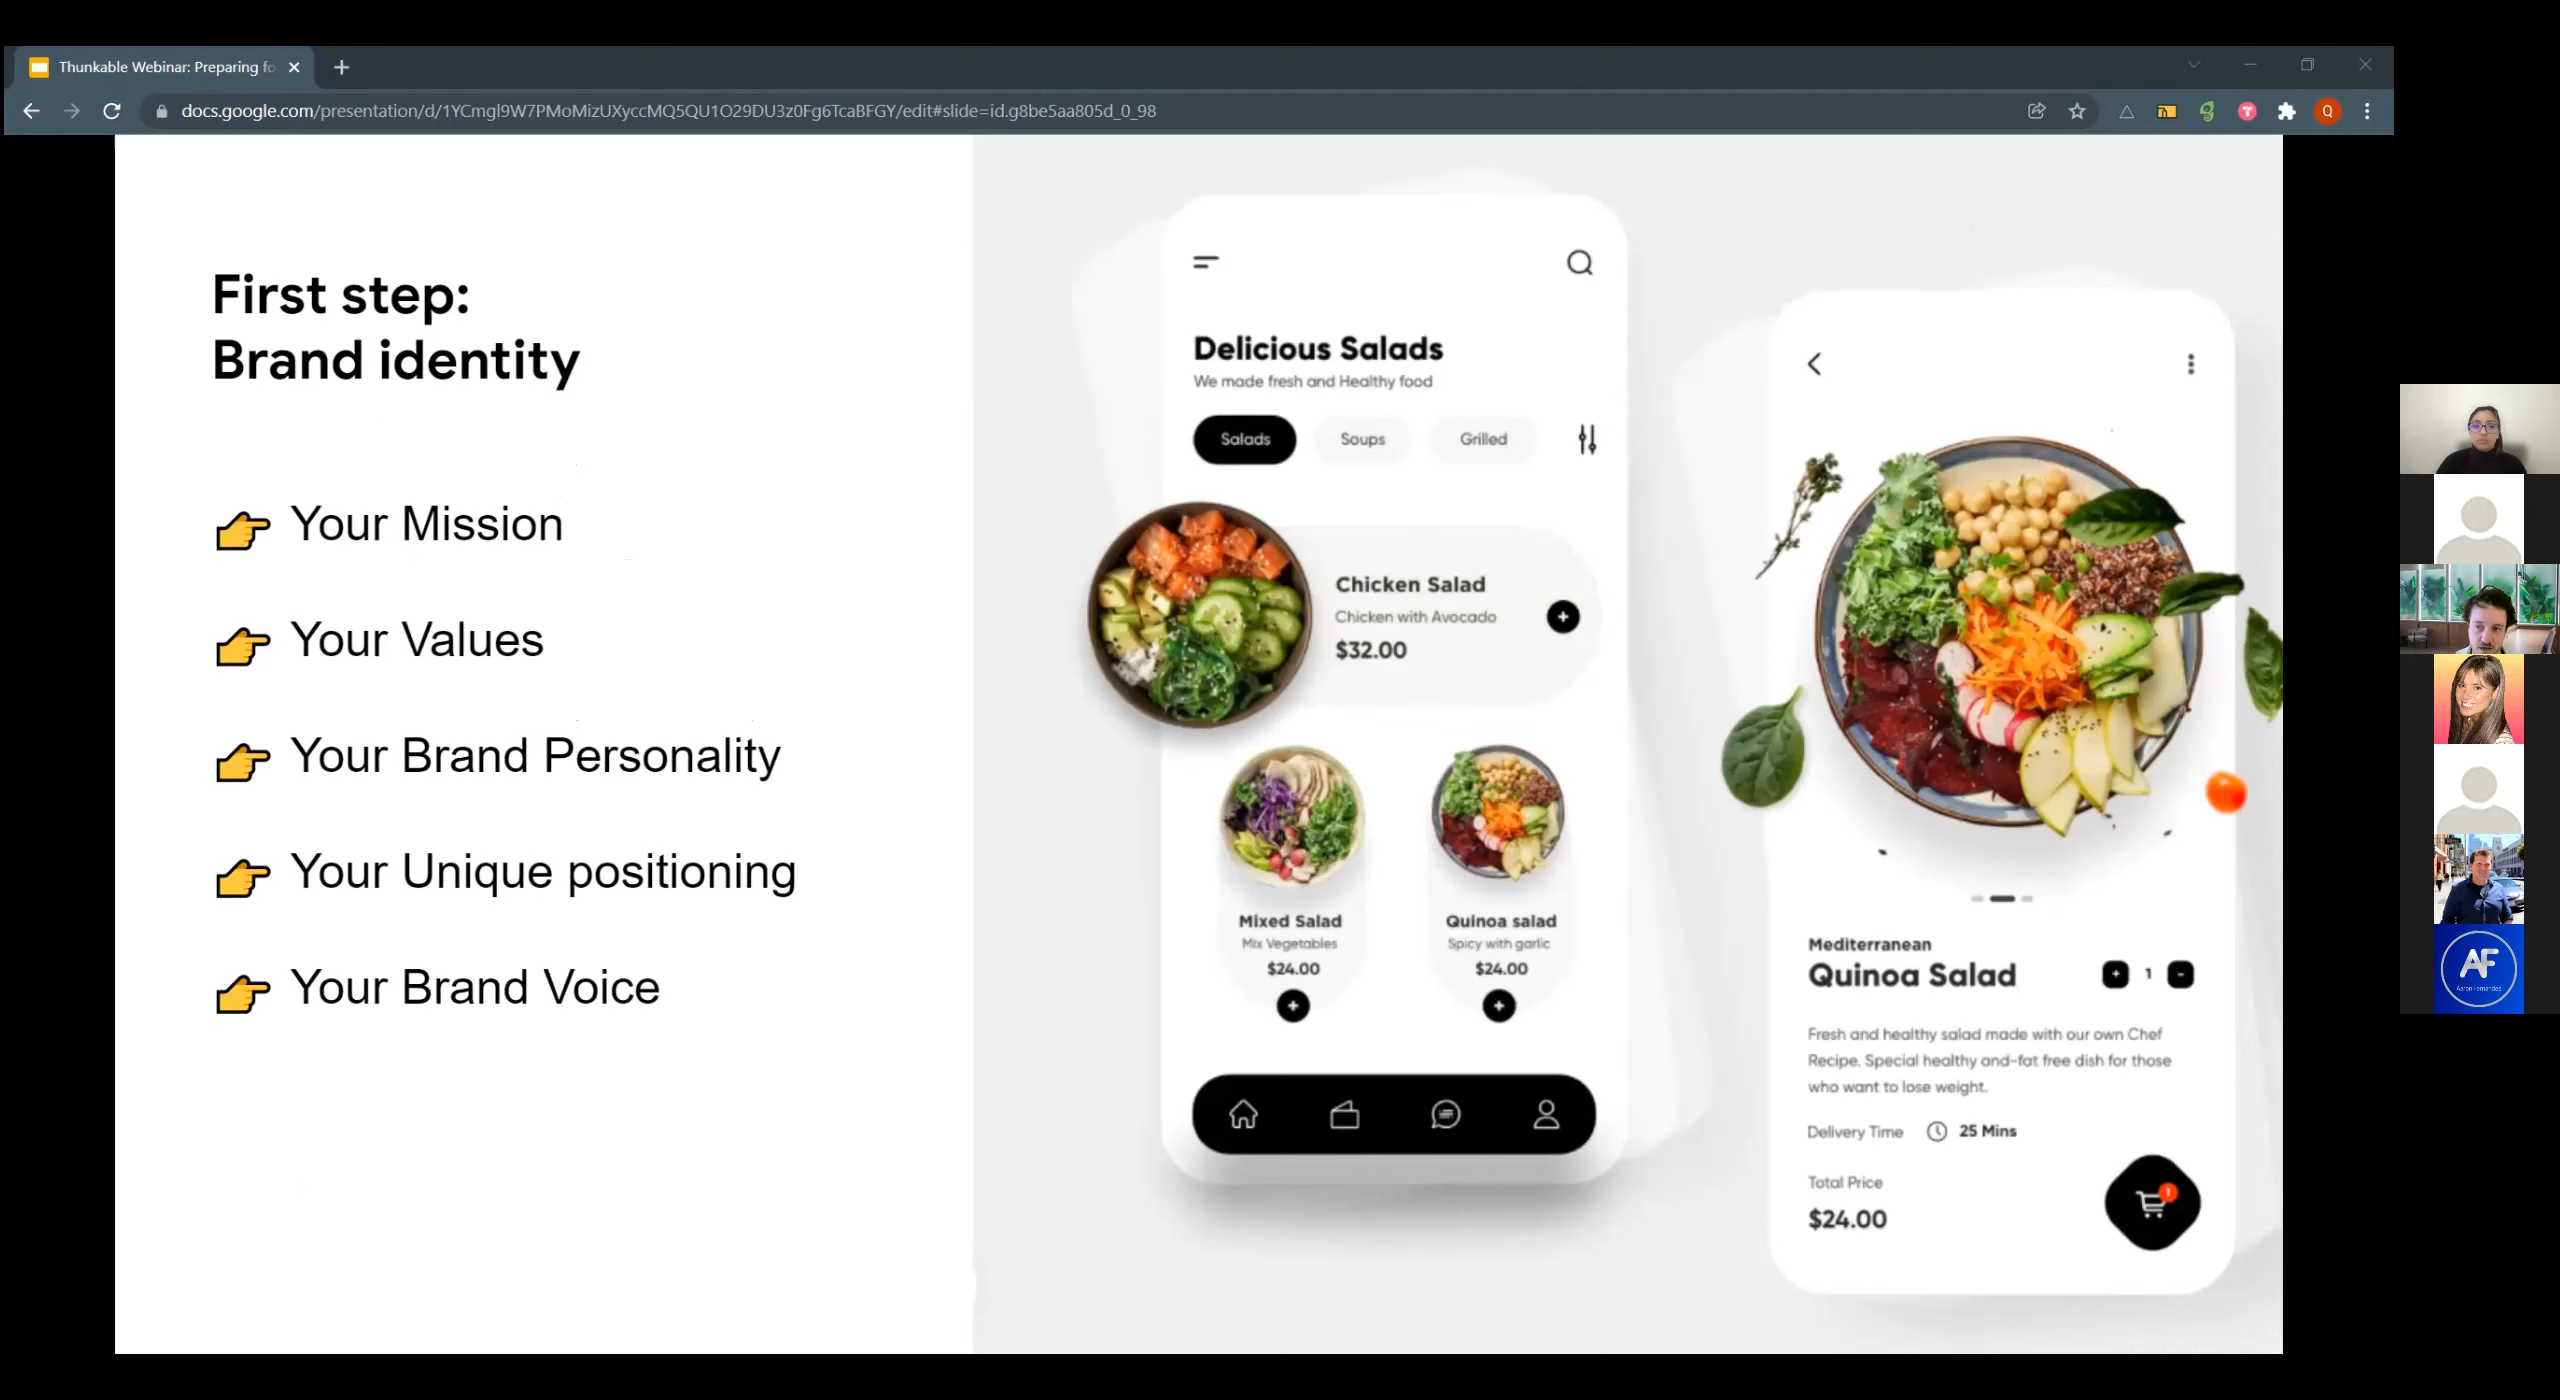 Thunkable Webinar: Preparing fo
docs.google.com/presentation/d/1YCmgl9W7PMoMizUXyccMQ5QU1O29DU3z0Fg6TcaBFGY/edit#slide=id.g8be5aa805d_0_98
Q
First step:
Brand identity
Your Mission
Your Values
Your Brand Personality
Your Unique positioning
Your Brand Voice
Delicious Salads
We made fresh and Healthy food
Salads Soups Grilled
Chicken Salad
Chicken with Avocado
$32.00
Mixed Salad
Mix Vegetables
$24.00
Quinoa salad
Spicy with garlic
$24.00
Mediterranean
Quinoa Salad
+ 1 -
Fresh and healthy salad made with our own Chef
Recipe. Special healthy and-fat free dish for those
who want to lose weight.
Delivery Time 25 Mins
Total Price
$24.00
1
AF
Aaron Fernandes